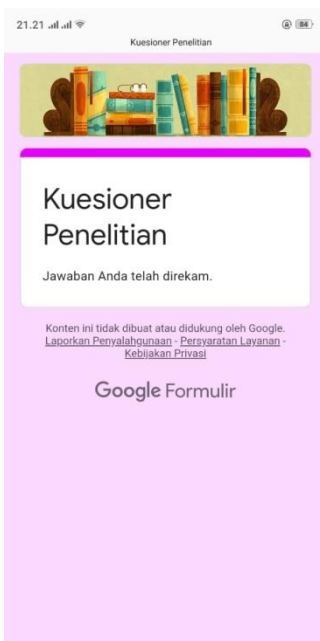 21.21
84
Kuesioner Penelitian
Kuesioner
Penelitian
Jawaban Anda telah direkam.
Konten ini tidak dibuat atau didukung oleh Google.
Laporkan Penyalahgunaan - Persyaratan Layanan -
Kebijakan Privasi
Google Formulir